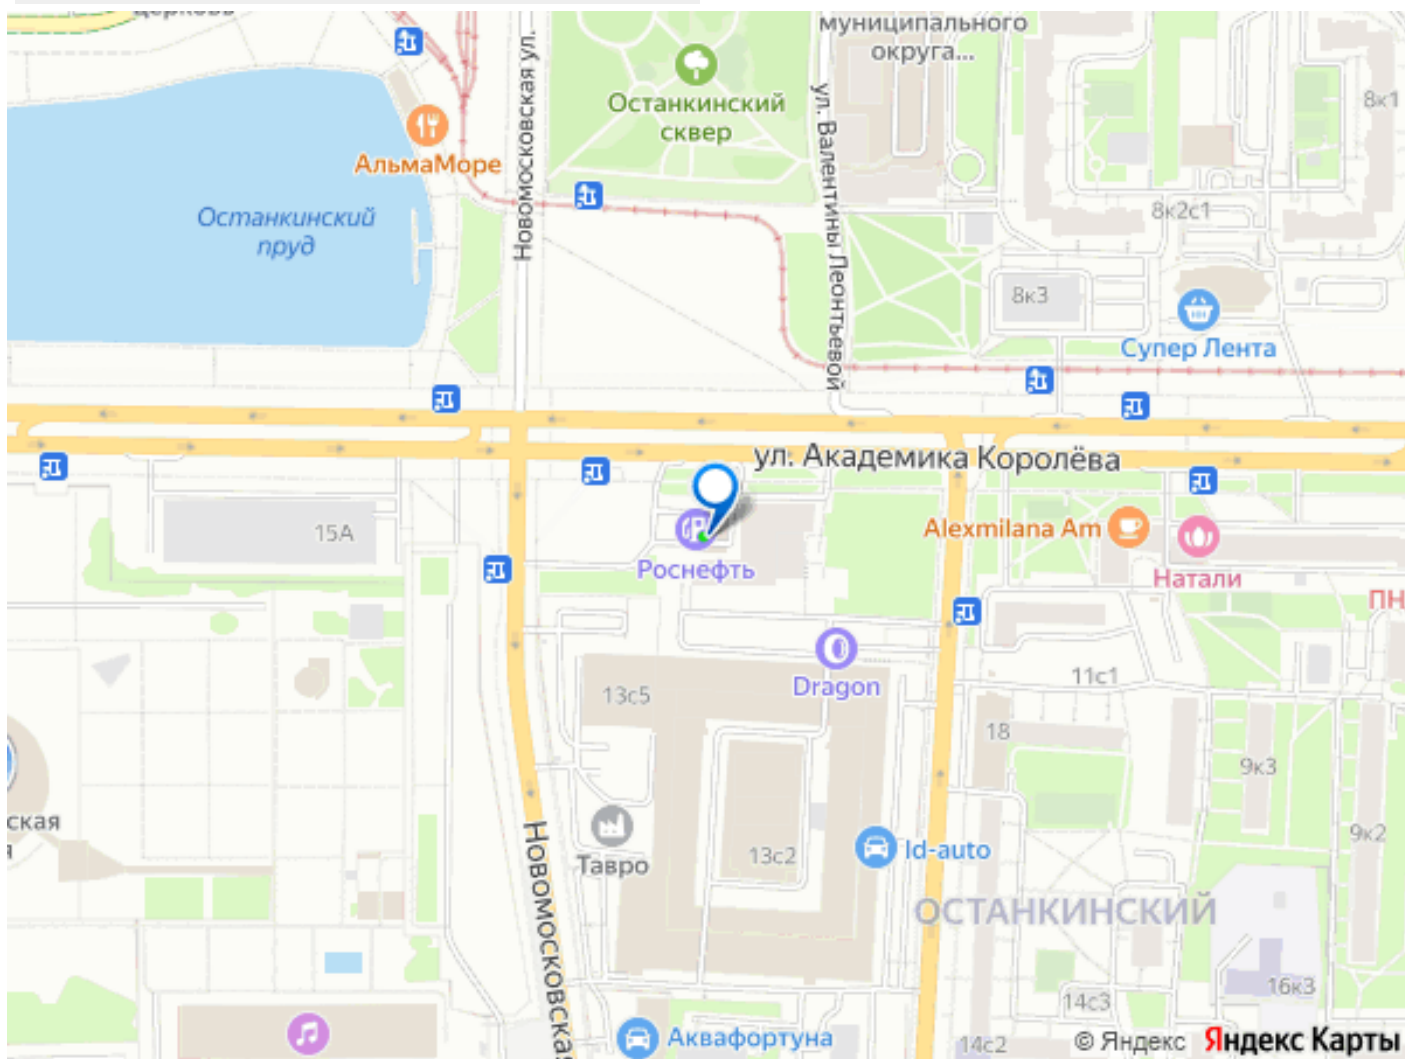 муниципального
округа...
Новомосковская ул.
Останкинский
сквер
ул. Валентины Леонтьевой
8к1
АльмаМоре
Останкинский
пруд
8к2с1
8к3
Супер Лента
ул. Академика Королёва
15А
Роснефть
Alexmilana Am
Натали
ПН
Dragon
13с5
11с1
18
9к3
ская
я
Новомосковская
Тавро
13с2
Id-auto
9к2
ОСТАНКИНСКИЙ
16к3
14с3
Аквафортуна
14с2
© Яндекс Яндекс Карты